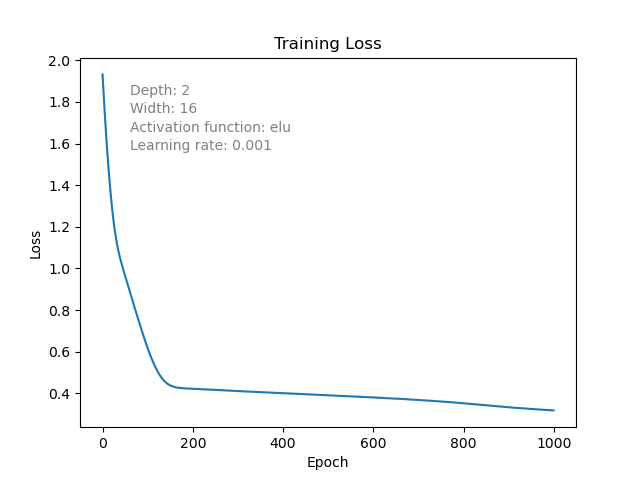 Training Loss
Depth: 2
Width: 16
Activation function: elu
Learning rate: 0.001
2.0
1.8
1.6
1.4
1.2
1.0
0.8
0.6
0.4
Loss
0 200 400 600 800 1000
Epoch